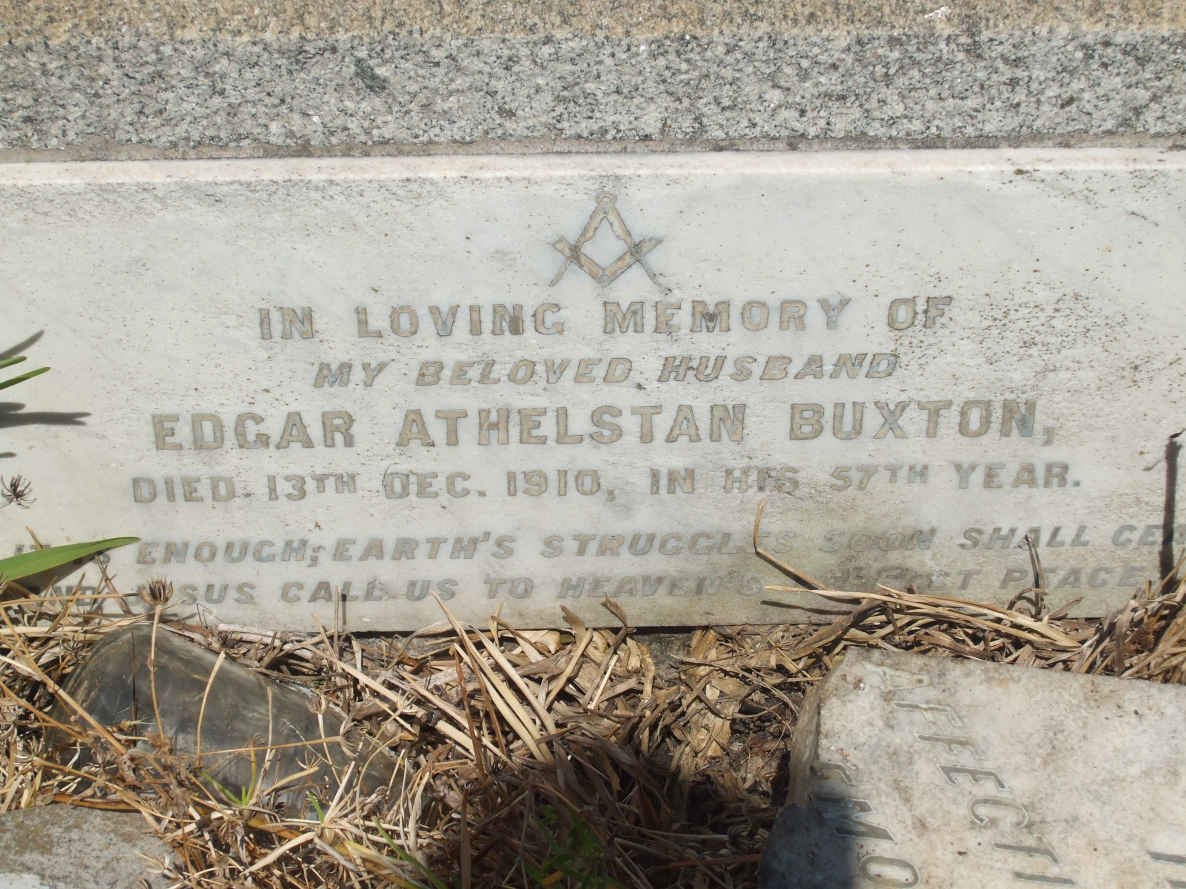 IN LOVING MEMORY OF
MY BELOVED HUSBAND
EDGAR ATHELSTAN BUXTON,
DIED 13TH DEC. 1910, IN HIS 57TH YEAR.
ENOUGH; EARTH'S STRUGGLES SOON SHALL
CALL US TO HEAVEN'S PEACE
AFFECTI